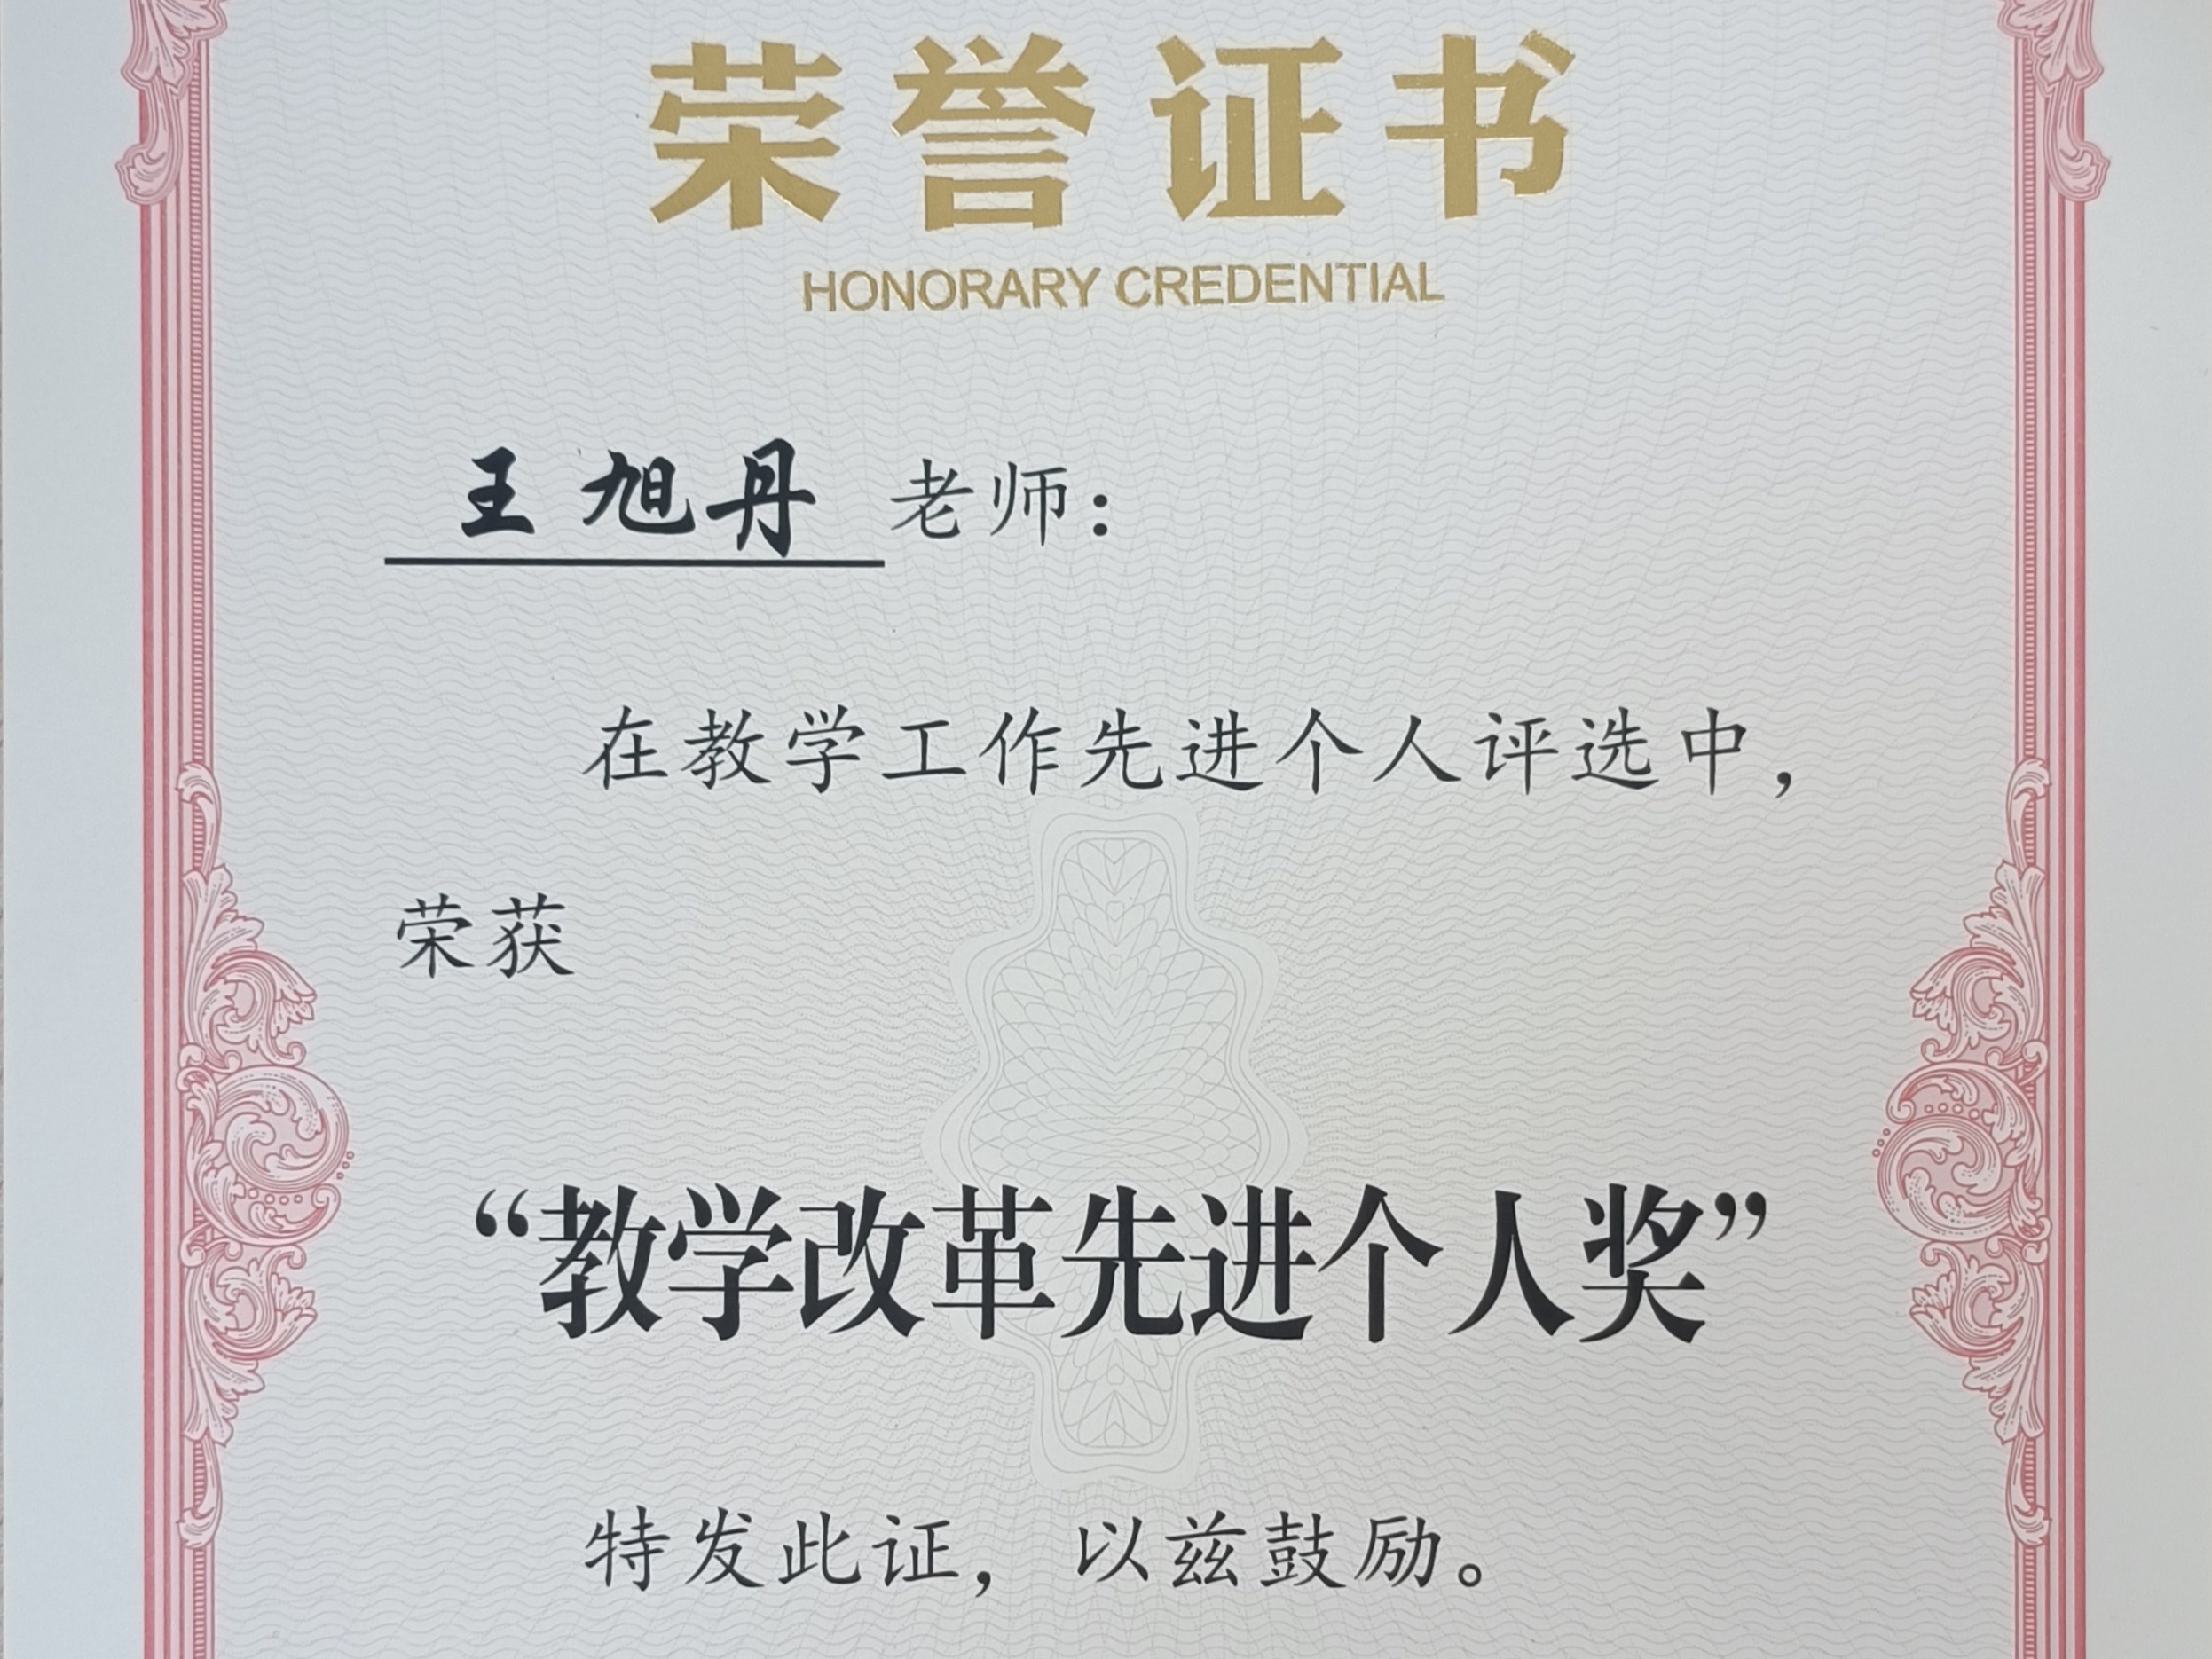 荣誉证书
HONORARY CREDENTIAL
王旭丹 老师：
在教学工作先进个人评选中，
荣获
“教学改革先进个人奖”
特发此证，以兹鼓励。